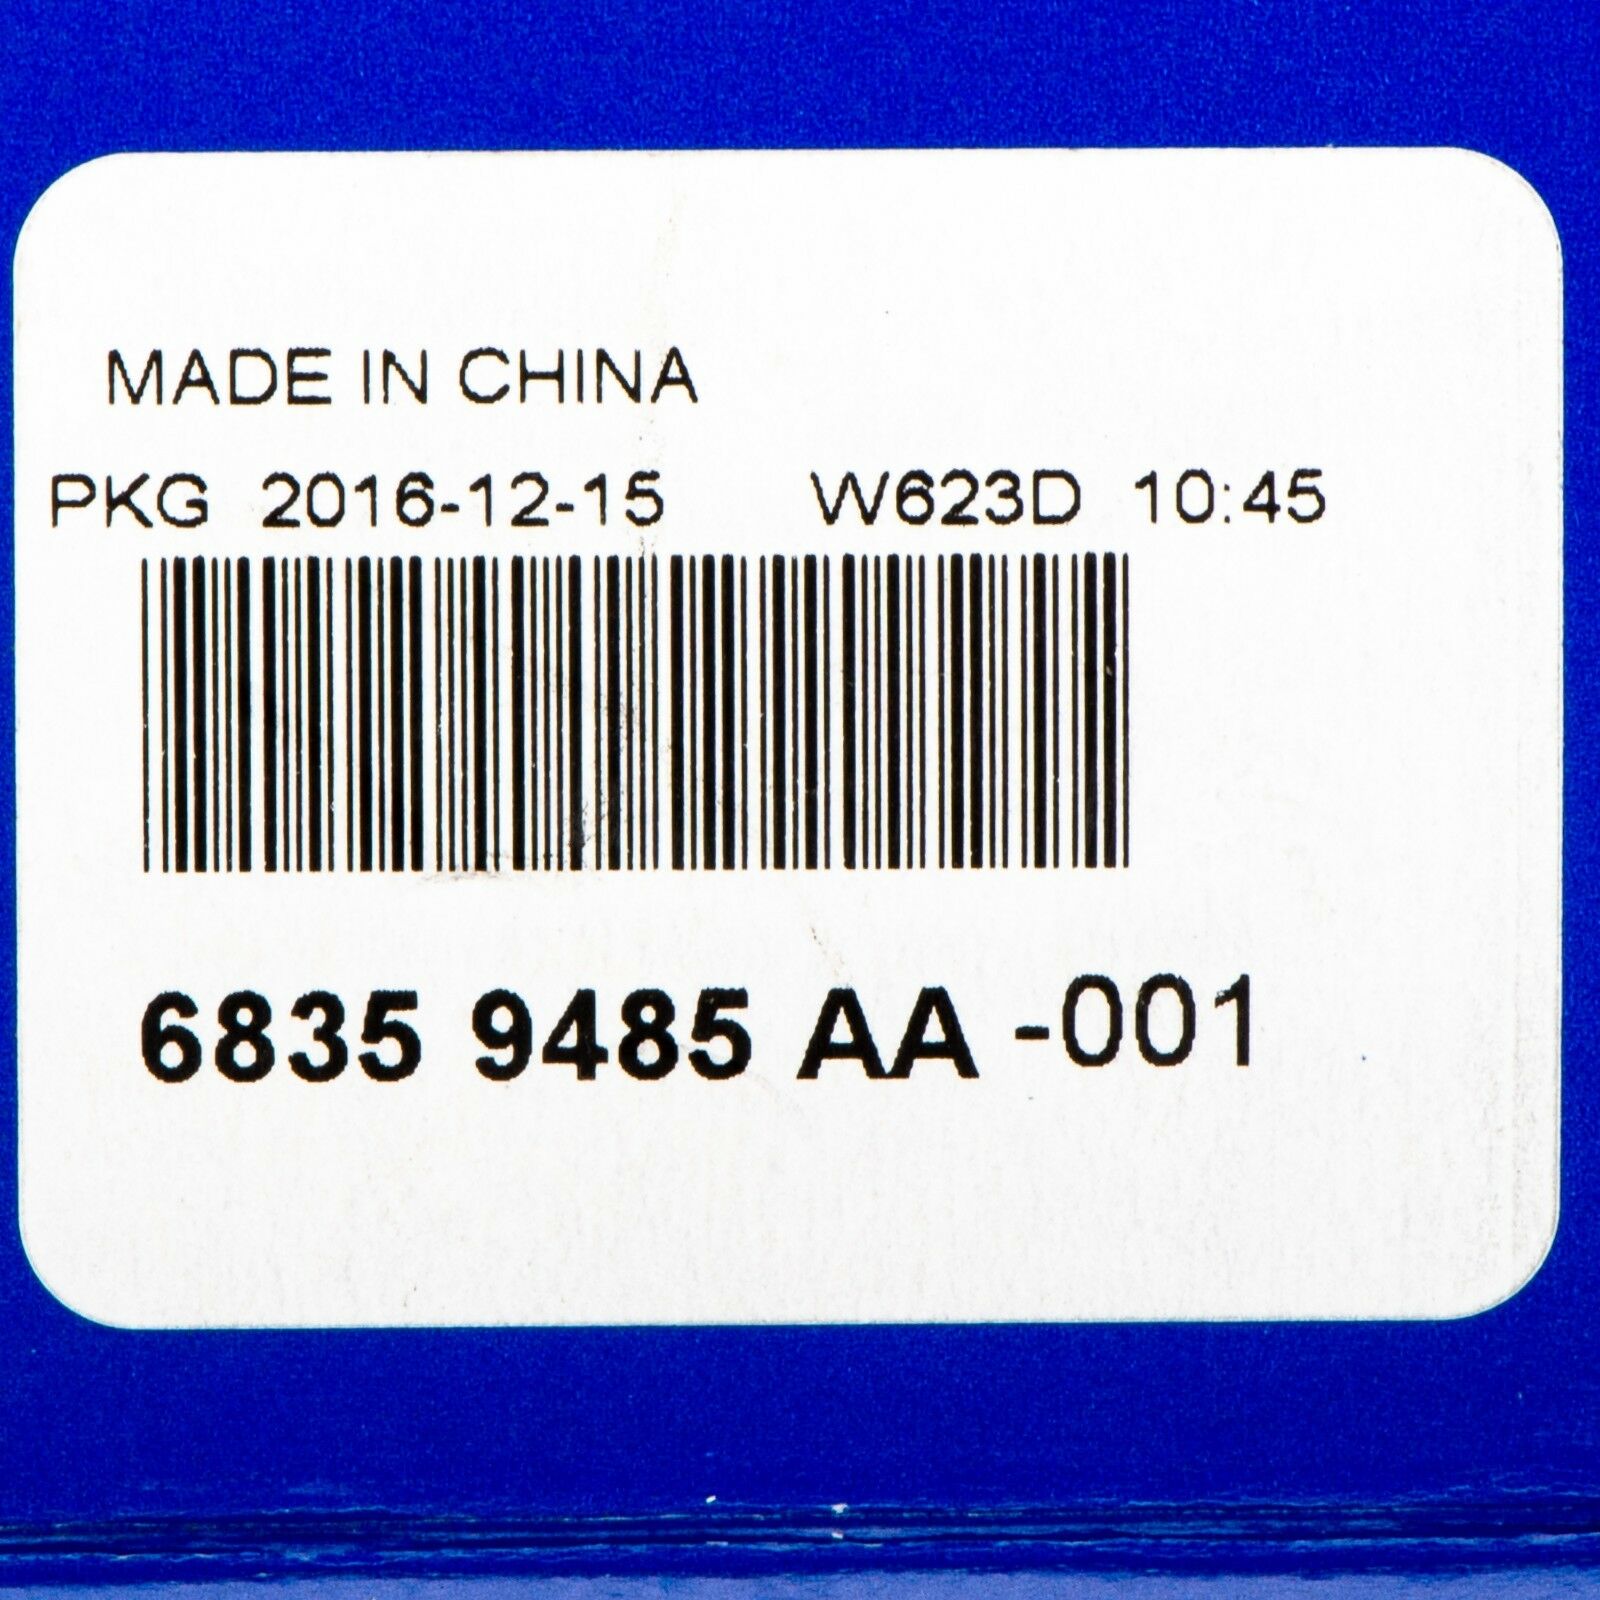 MADE IN CHINA
PKG 2016-12-15 W623D 10:45
6835 9485 AA -001